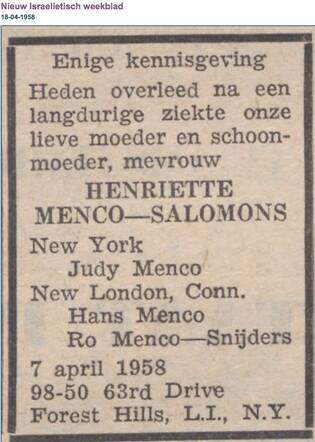 Nieuw Israelietisch weekblad
18-04-1958
Enige kennisgeving
Heden overleed na een
langdurige ziekte onze
lieve moeder en schoon-
moeder, mevrouw
HENRIETTE
MENCO—SALOMONS
New York
Judy Menco
New London, Conn.
Hans Menco
Ro Menco—Snijders
7 april 1958
98-50 63rd Drive
Forest Hills, L.I., N.Y.